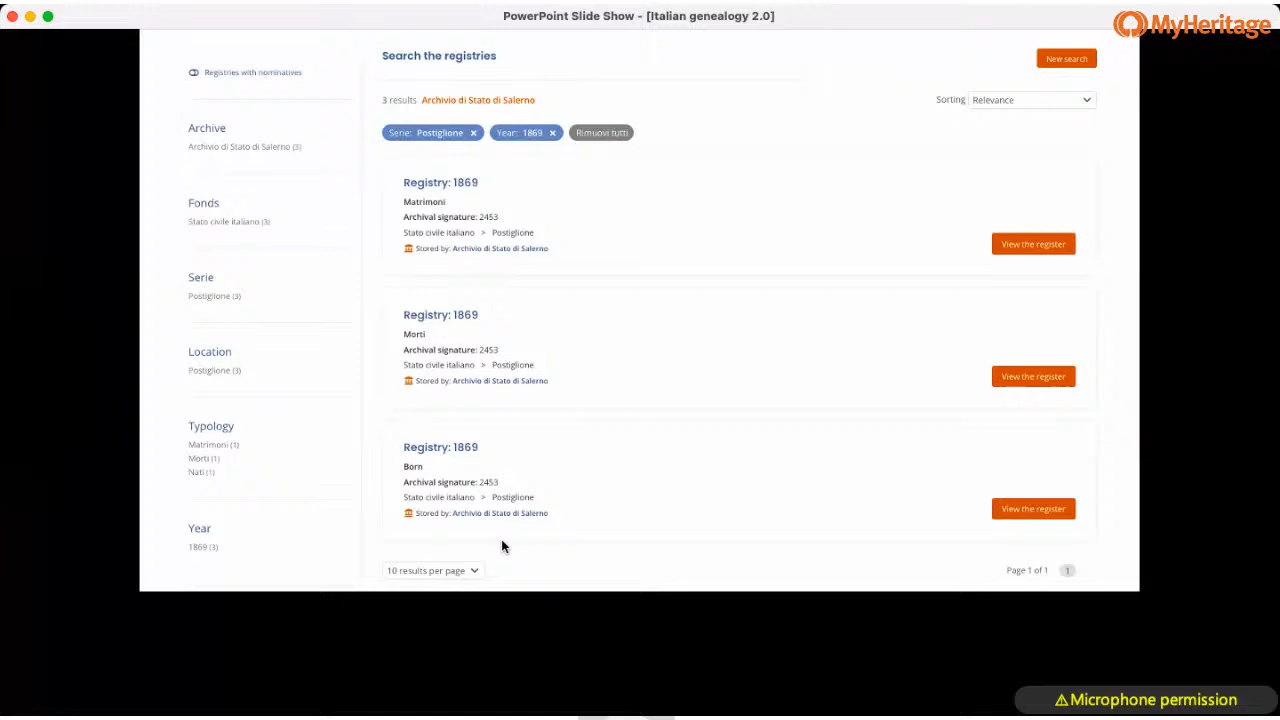 PowerPoint Slide Show - [Italian genealogy 2.0]
MyHeritage
Registries with nominatives
Archive
Archivio di Stato di Salerno (3)
Fonds
Stato civile italiano (3)
Serie
Postiglione (3)
Location
Postiglione (3)
Typology
Matrimoni (1)
Morti (1)
Nati (1)
Year
1869 (3)
Search the registries
New search
3 results Archivio di Stato di Salerno
Sorting Relevance
Serie: Postiglione × Year: 1869 × Rimuovi tutti
Registry: 1869
Matrimoni
Archival signature: 2453
Stato civile italiano > Postiglione
Stored by: Archivio di Stato di Salerno
View the register
Registry: 1869
Morti
Archival signature: 2453
Stato civile italiano > Postiglione
Stored by: Archivio di Stato di Salerno
View the register
Registry: 1869
Born
Archival signature: 2453
Stato civile italiano > Postiglione
Stored by: Archivio di Stato di Salerno
View the register
10 results per page
Page 1 of 1 1
⚠Microphone permission